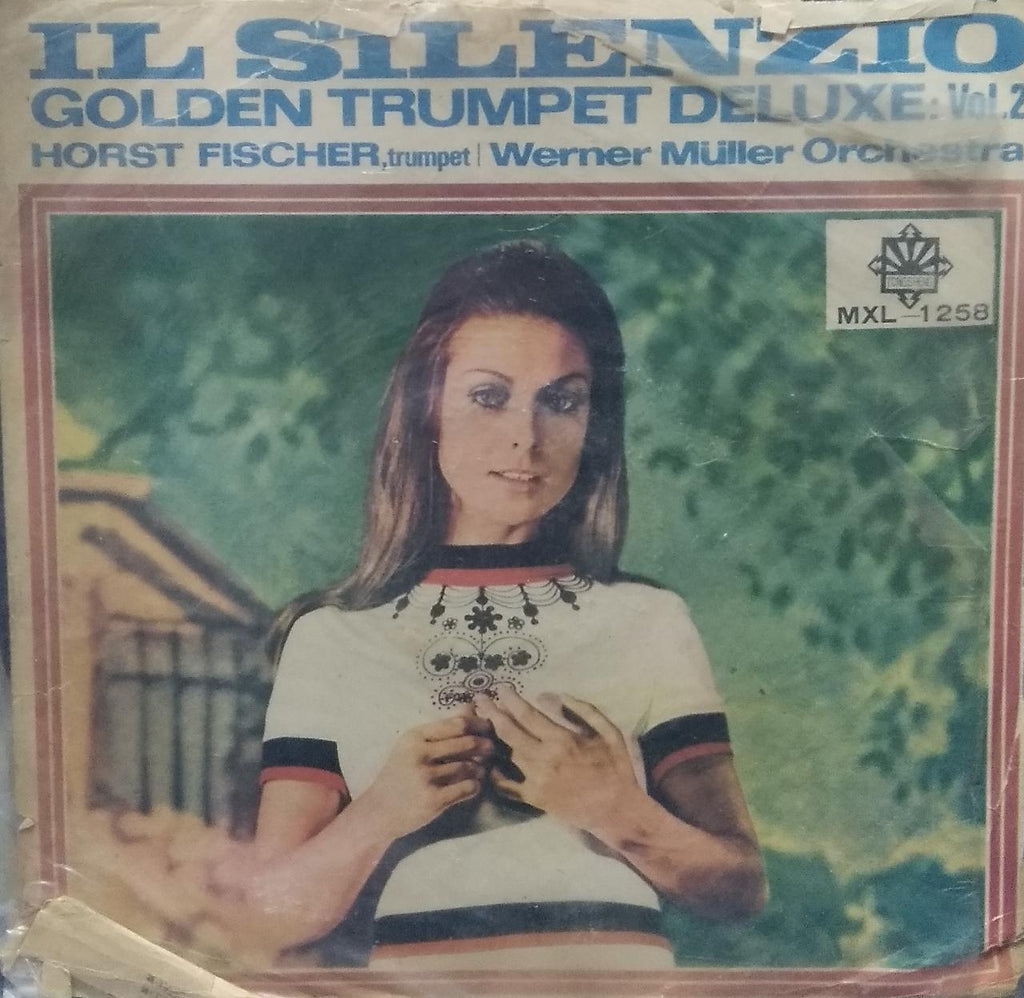 IL SILENZIO
GOLDEN TRUMPET DELUXE: Vol.2
HORST FISCHER, trumpet | Werner Müller Orchestra
MXL-1258